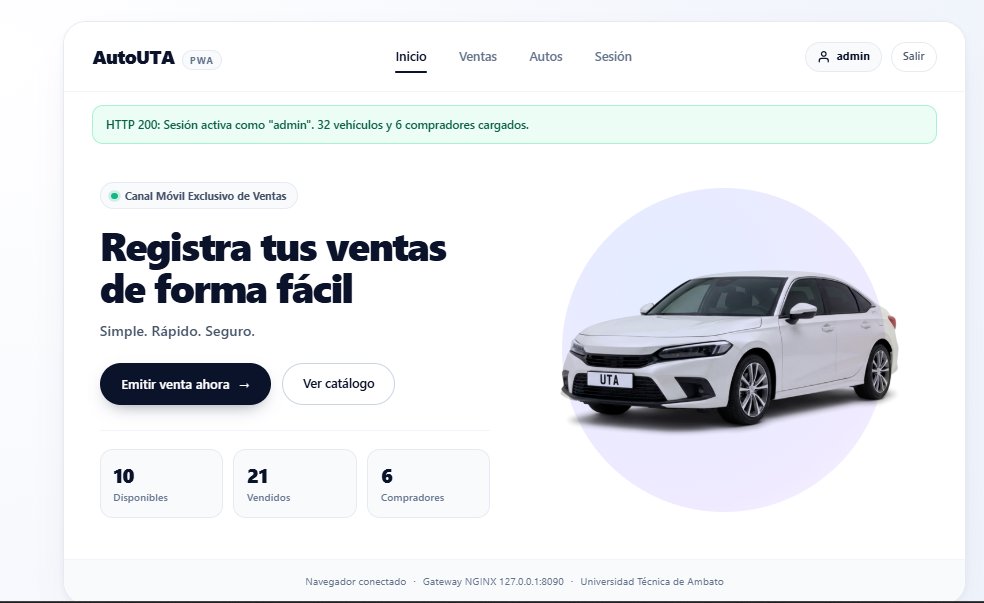 AutoUTA PWA Inicio Ventas Autos Sesión admin Salir
HTTP 200: Sesión activa como "admin". 32 vehículos y 6 compradores cargados.
Canal Móvil Exclusivo de Ventas
Registra tus ventas
de forma fácil
Simple. Rápido. Seguro.
Emitir venta ahora → Ver catálogo
UTA
10 21 6
Disponibles Vendidos Compradores
Navegador conectado · Gateway NGINX 127.0.0.1:8090 · Universidad Técnica de Ambato